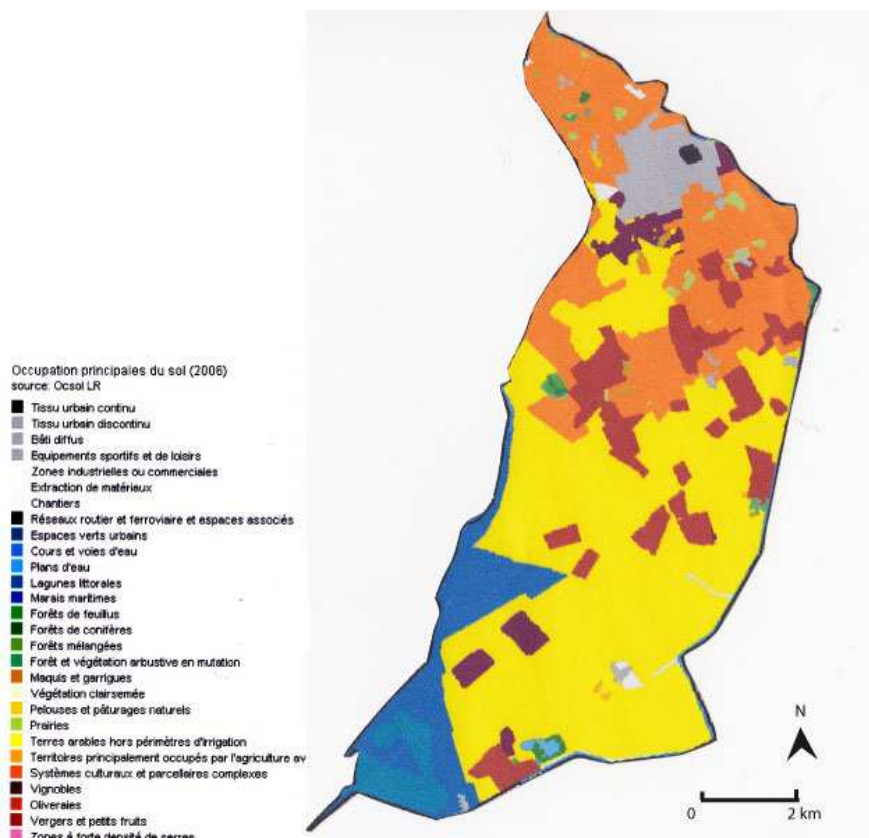 Occupation principales du sol (2006)
source: Ocsol LR
Tissu urbain continu
Tissu urbain discontinu
Bâti diffus
Equipements sportifs et de loisirs
Zones industrielles ou commerciales
Extraction de matériaux
Chantiers
Réseaux routier et ferroviaire et espaces associés
Espaces verts urbains
Cours et voies d'eau
Plans d'eau
Lagunes littorales
Marais maritimes
Forêts de feuillus
Forêts de conifères
Forêts mélangées
Forêt et végétation arbustive en mutation
Maquis et garrigues
Végétation clairsemée
Pelouses et pâturages naturels
Prairies
Terres arables hors périmètres d'irrigation
Territoires principalement occupés par l'agriculture av
Systèmes culturaux et parcellaires complexes
Vignobles
Oliveraies
Vergers et petits fruits
Zones à forte densité de serres
N
0 2 km